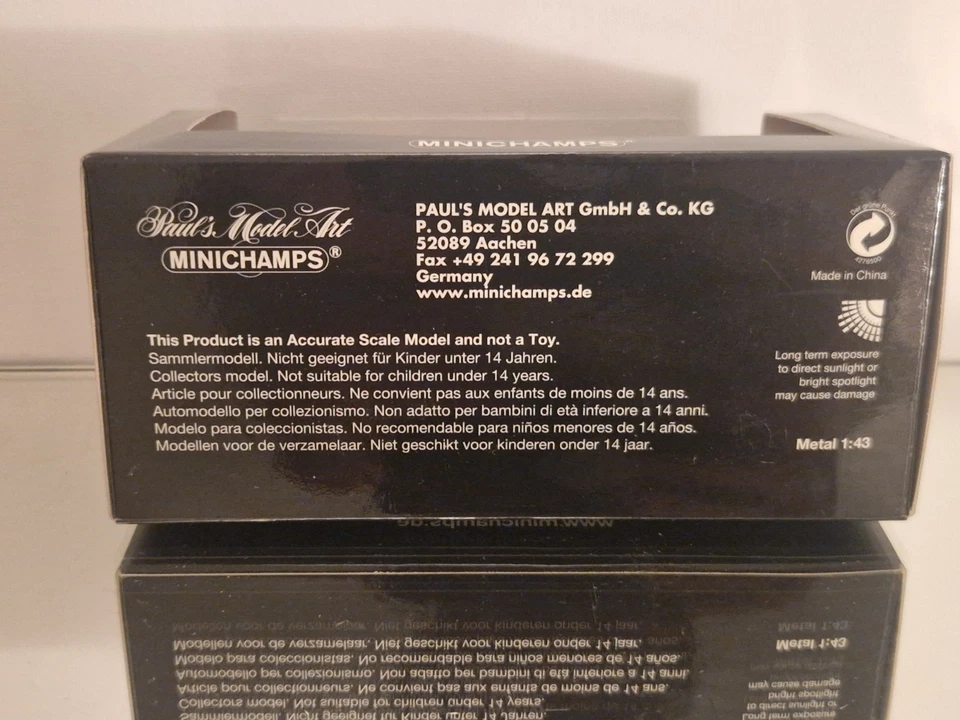 MINICHAMPS®
Paul's Model Art
MINICHAMPS®
PAUL'S MODEL ART GmbH & Co. KG
P. O. Box 50 05 04
52089 Aachen
Fax +49 241 96 72 299
Germany
www.minichamps.de
Der grüne Punkt
Made in China
This Product is an Accurate Scale Model and not a Toy.
Sammlermodell. Nicht geeignet für Kinder unter 14 Jahren.
Collectors model. Not suitable for children under 14 years.
Article pour collectionneurs. Ne convient pas aux enfants de moins de 14 ans.
Automodello per collezionismo. Non adatto per bambini di età inferiore a 14 anni.
Modelo para coleccionistas. No recomendable para niños menores de 14 años.
Modellen voor de verzamelaar. Niet geschikt voor kinderen onder 14 jaar.
Long term exposure
to direct sunlight or
bright spotlight
may cause damage
Metal 1:43